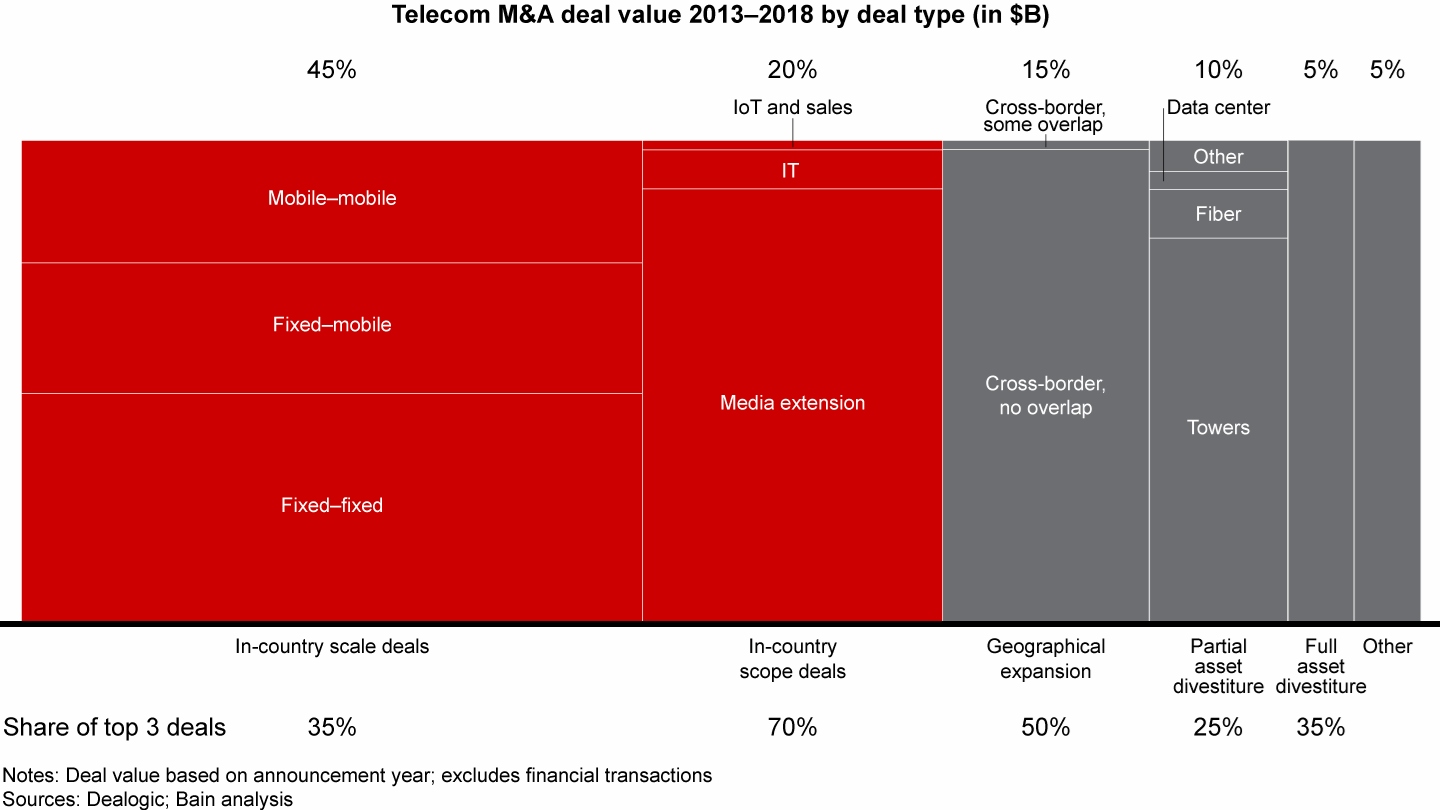 Telecom M&A deal value 2013–2018 by deal type (in $B)
45%
20%
15%
10%
5%
5%
IoT and sales
Cross-border,
some overlap
Data center
Mobile–mobile
Fixed–mobile
Fixed–fixed
IT
Media extension
Cross-border,
no overlap
Other
Fiber
Towers
In-country scale deals
In-country
scope deals
Geographical
expansion
Partial
asset
divestiture
Full
asset
divestiture
Other
Share of top 3 deals
35%
70%
50%
25%
35%
Notes: Deal value based on announcement year; excludes financial transactions
Sources: Dealogic; Bain analysis